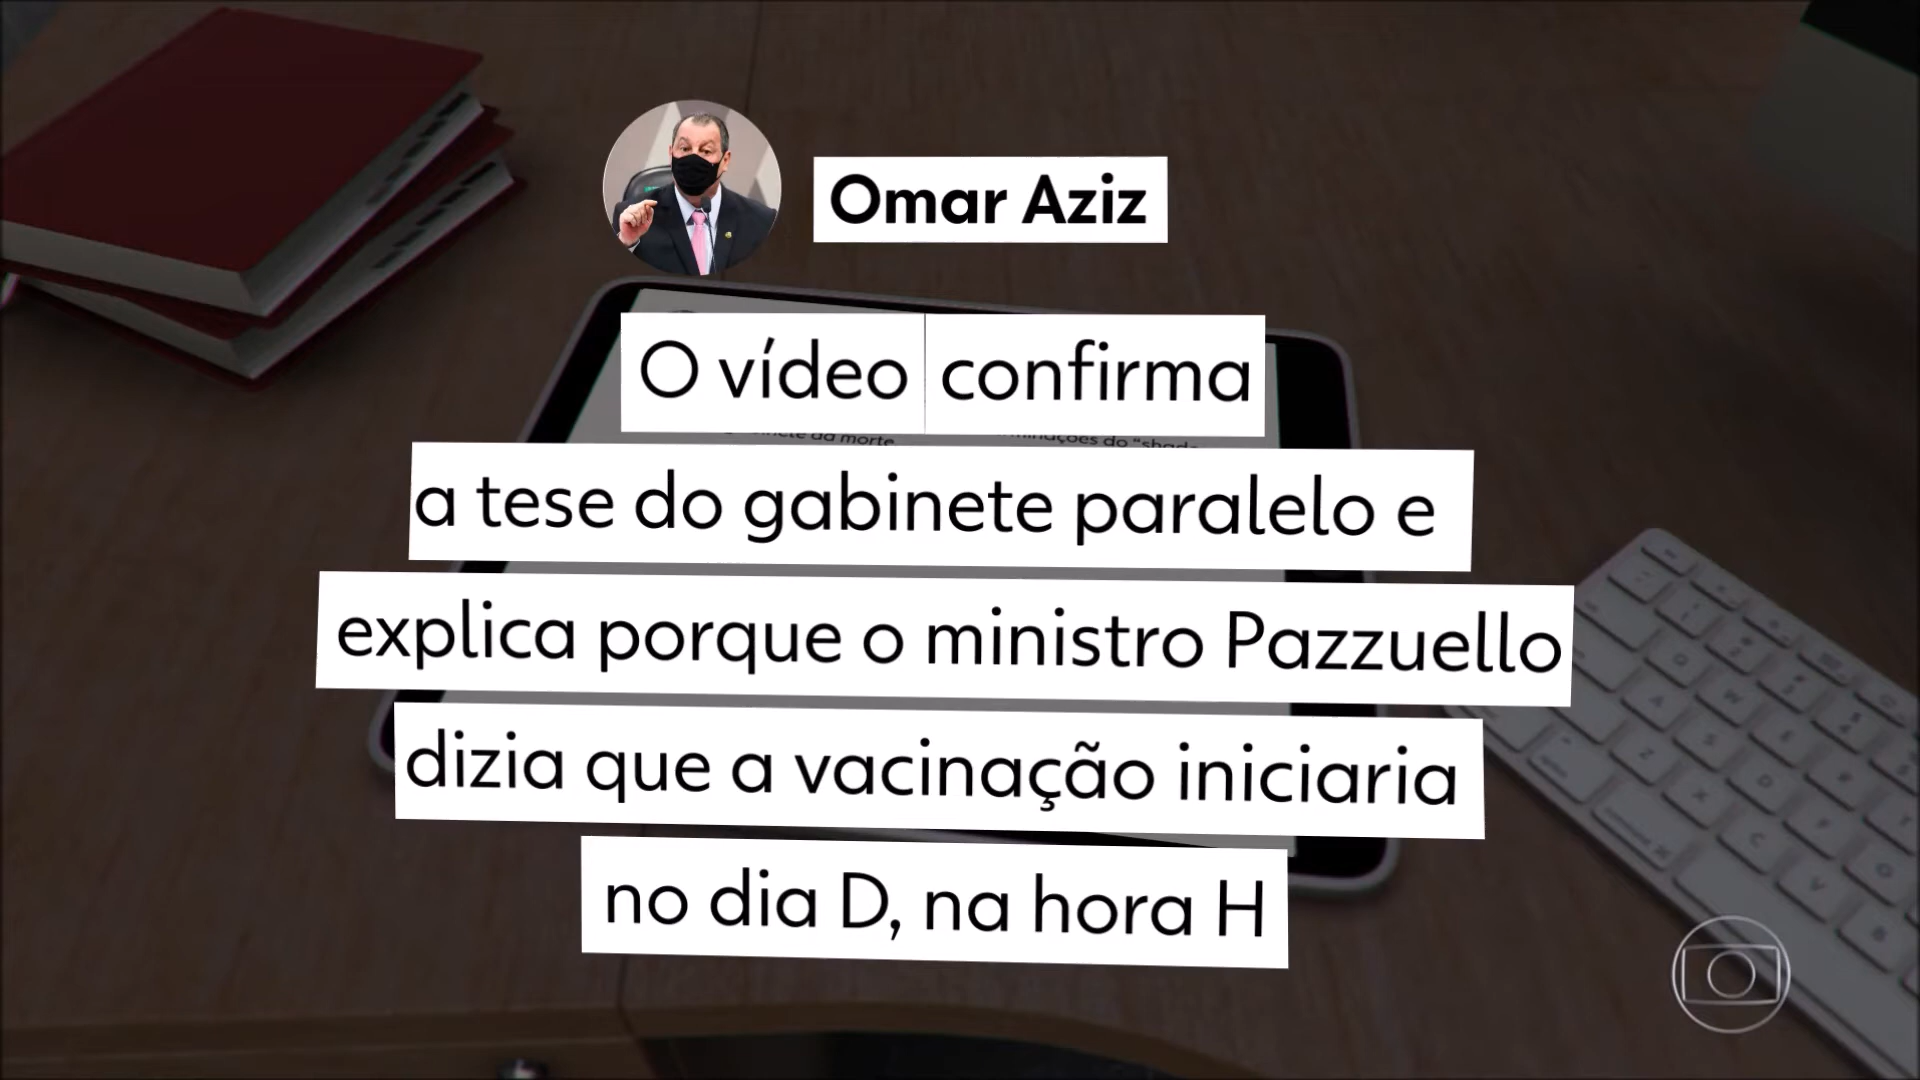 Omar Aziz
O vídeo confirma
a tese do gabinete paralelo e
explica porque o ministro Pazzuello
dizia que a vacinação iniciaria
no dia D, na hora H